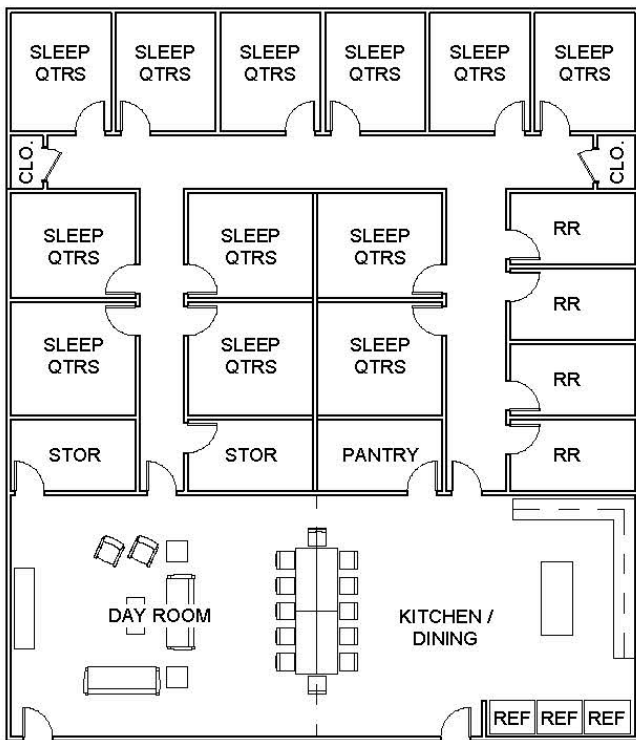 SLEEP
QTRS
SLEEP
QTRS
SLEEP
QTRS
SLEEP
QTRS
SLEEP
QTRS
SLEEP
QTRS
CLO.
CLO.
SLEEP
QTRS
SLEEP
QTRS
SLEEP
QTRS
RR
RR
SLEEP
QTRS
SLEEP
QTRS
SLEEP
QTRS
RR
STOR
STOR
PANTRY
RR
DAY ROOM
KITCHEN /
DINING
REF
REF
REF